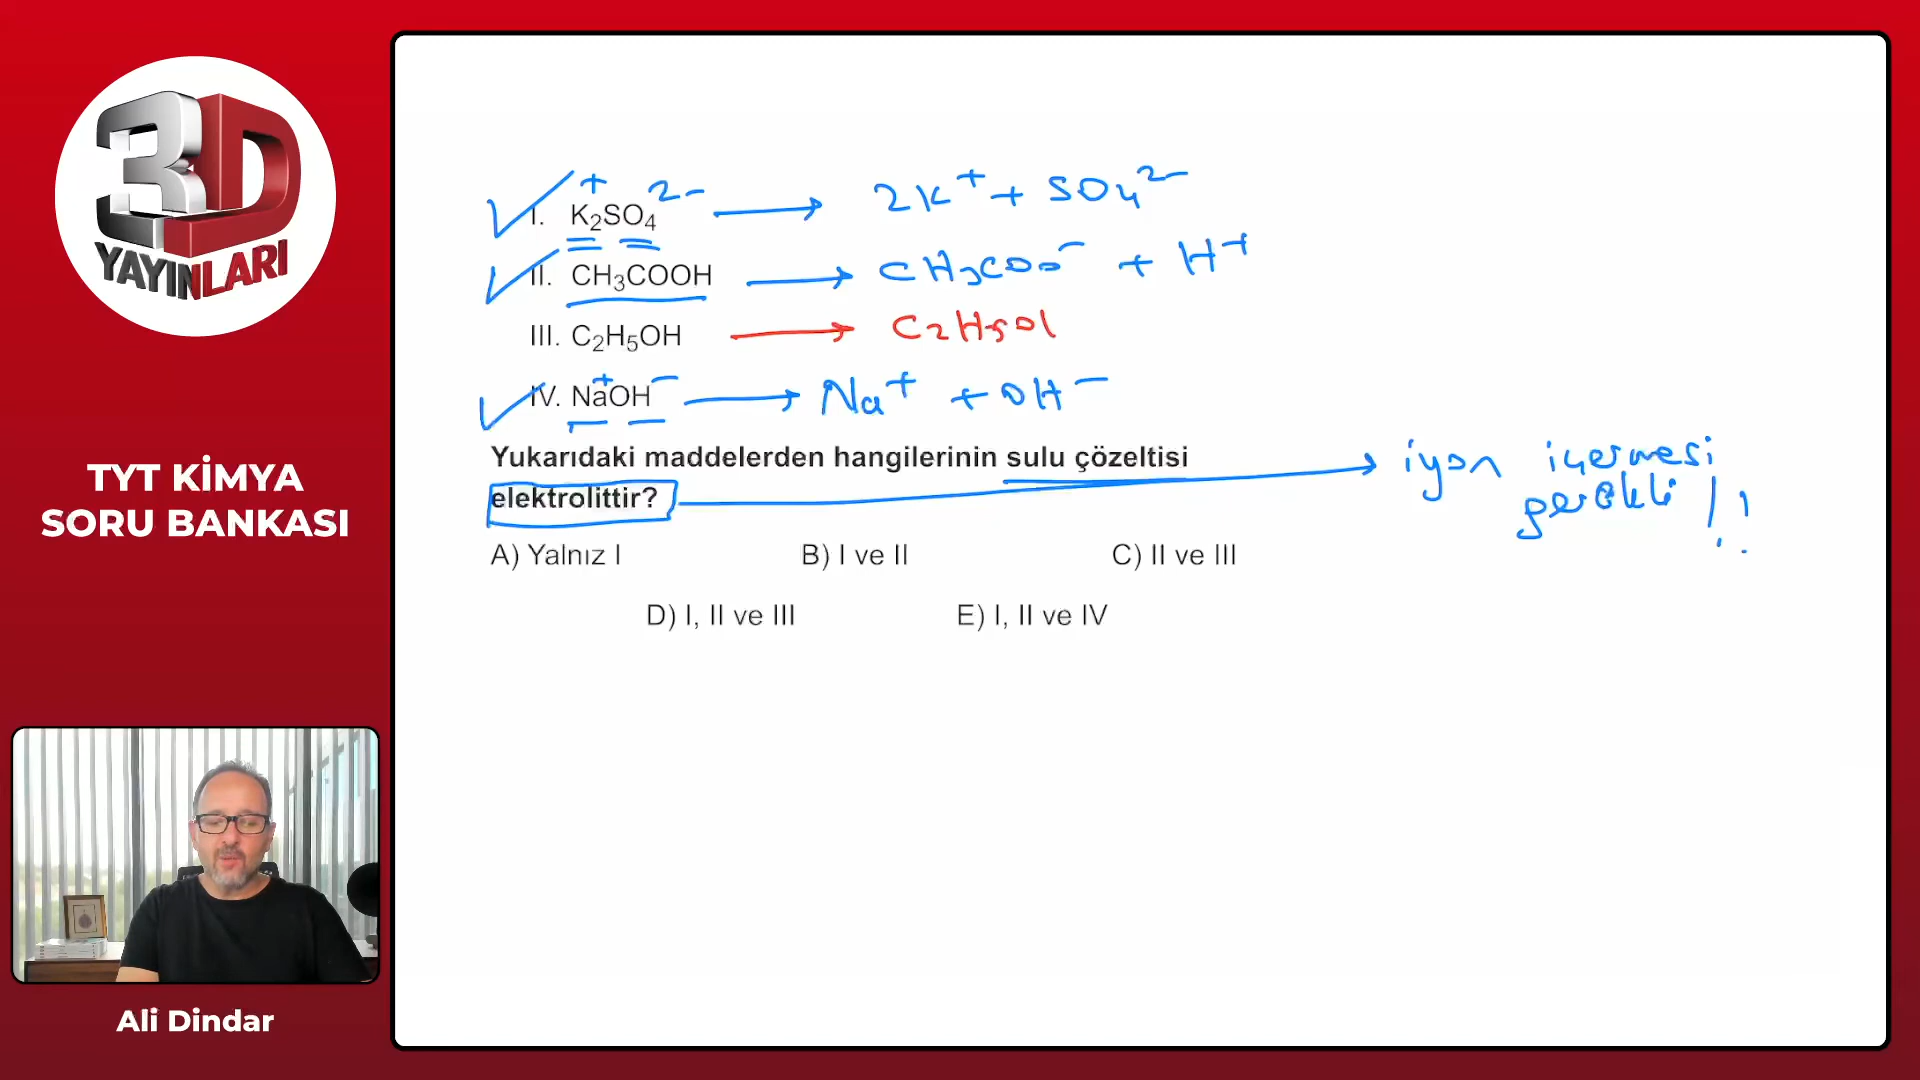 3D
YAYINLARI
TYT KİMYA
SORU BANKASI
Ali Dindar
I. K₂SO₄ + 2- → 2K⁺ + SO₄²⁻
II. CH₃COOH → CH₃COO⁻ + H⁺
III. C₂H₅OH → C₂H₅Ol
IV. NaOH + − → Na⁺ + OH⁻
Yukarıdaki maddelerden hangilerinin sulu çözeltisi
elektrolittir? → iyon içermesi
gerekli !!
A) Yalnız I B) I ve II C) II ve III
D) I, II ve III E) I, II ve IV